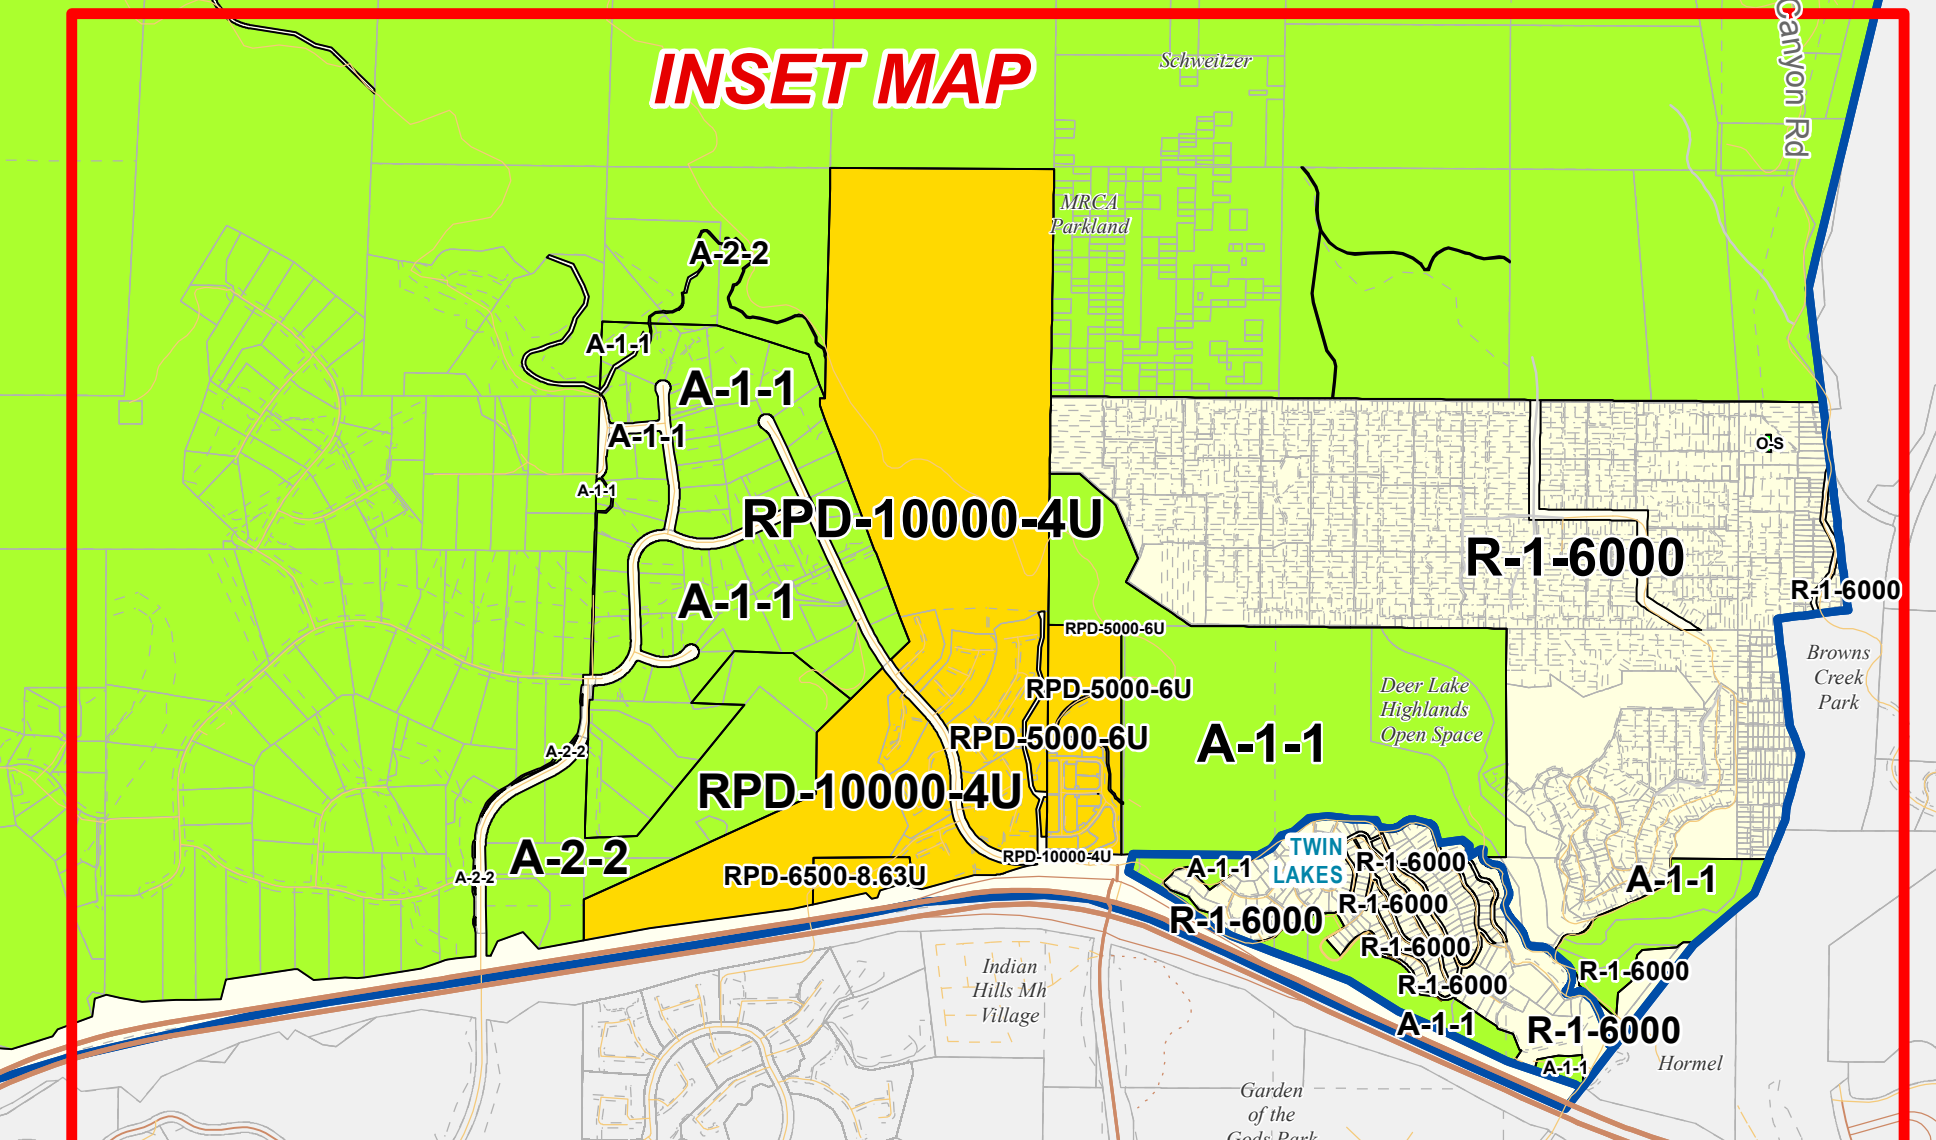 Canyon Rd
INSET MAP
Schweitzer
MRCA
Parkland
A-2-2
A-1-1
A-1-1
A-1-1
O-S
A-1-1
RPD-10000-4U
R-1-6000
R-1-6000
A-1-1
RPD-5000-6U
Browns
Creek
Park
Deer Lake
Highlands
Open Space
RPD-5000-6U
RPD-5000-6U
A-1-1
A-2-2
RPD-10000-4U
TWIN
LAKES
A-2-2
RPD-10000-4U
A-1-1
R-1-6000
A-2-2
RPD-6500-8.63U
A-1-1
R-1-6000
R-1-6000
R-1-6000
R-1-6000
R-1-6000
Indian
Hills Mh
Village
A-1-1
R-1-6000
A-1-1
Hormel
Garden
of the
Gods Park